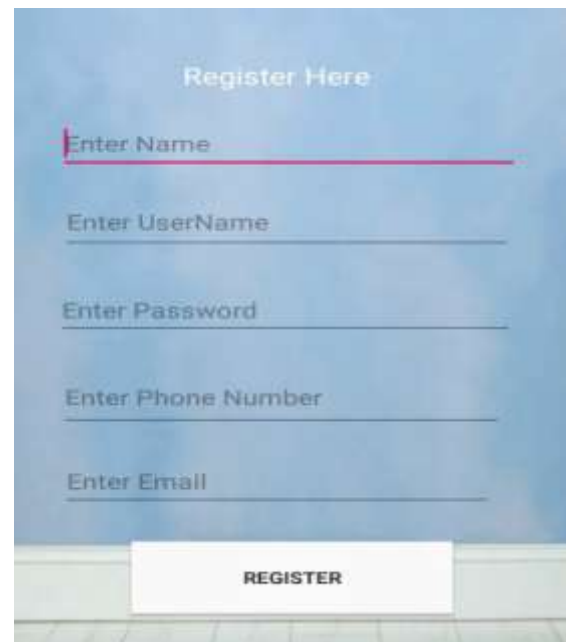 Register Here
Enter Name
Enter UserName
Enter Password
Enter Phone Number
Enter Email
REGISTER